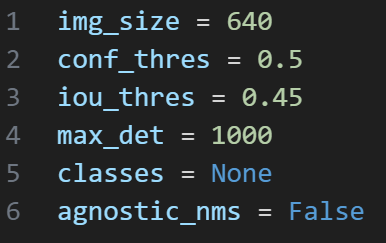 1 img_size = 640
2 conf_thres = 0.5
3 iou_thres = 0.45
4 max_det = 1000
5 classes = None
6 agnostic_nms = False